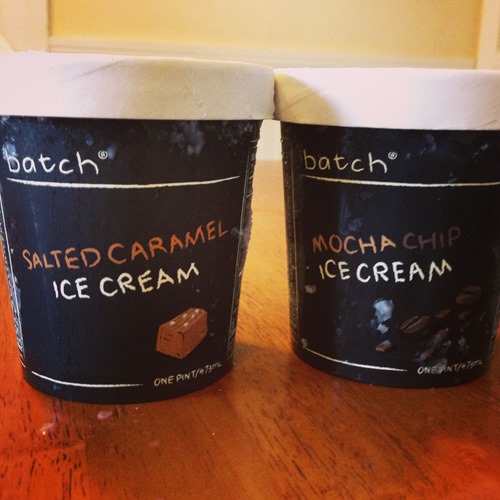 batch®
SALTED CARAMEL
ICE CREAM
ONE PINT/473ML
batch®
MOCHA CHIP
ICE CREAM
ONE PINT/473ML